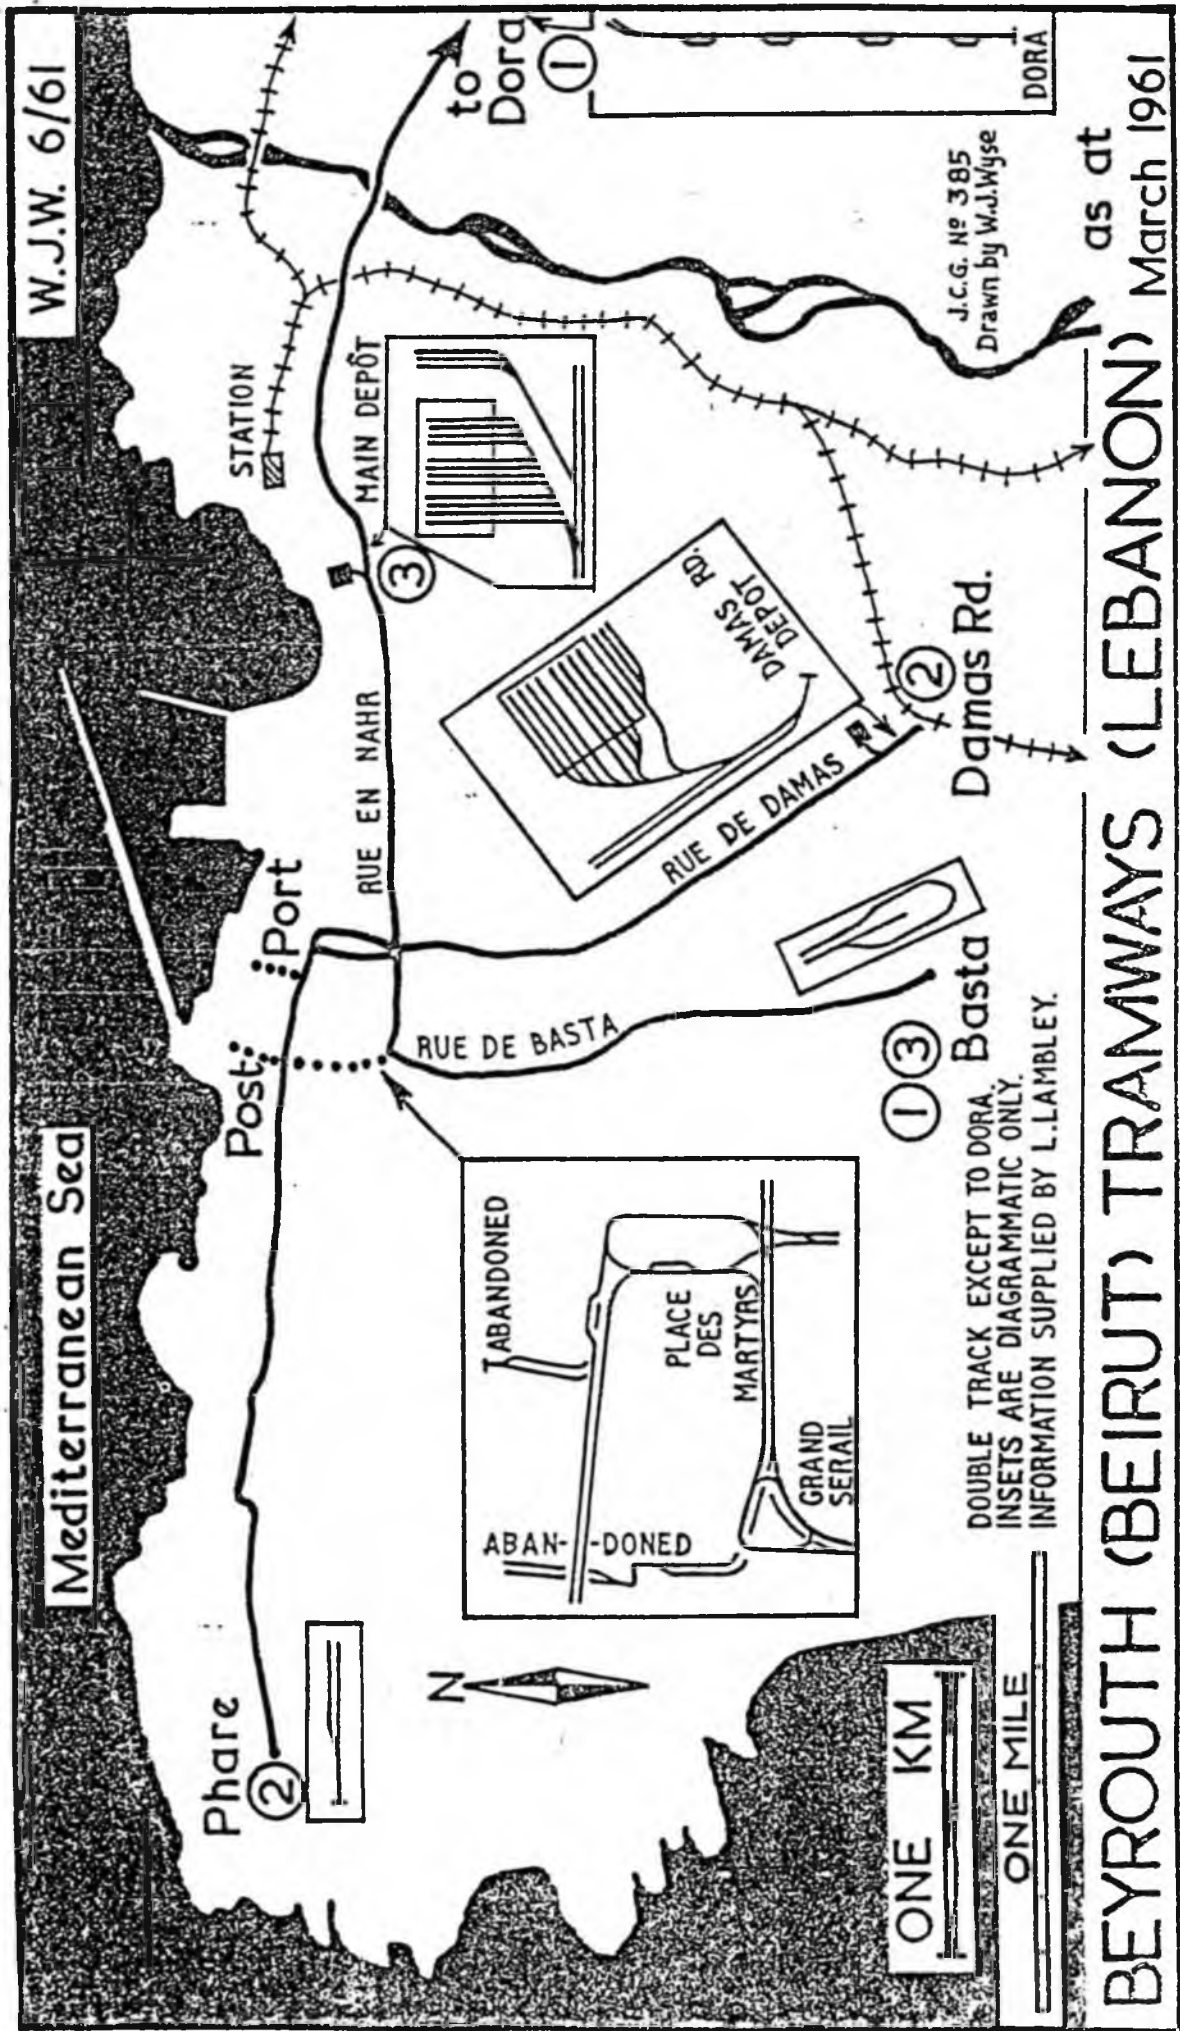 W.J.W. 6/61
Mediterranean Sea
Phare
2
Post
Port
STATION
to
Dora
1
DORA
MAIN DEPÔT
3
RUE EN NAHR
RUE DE BASTA
RUE DE DAMAS
DAMAS RD.
DEPOT
2
Damas Rd.
1 3
Basta
ABANDONED
ABAN- -DONED
PLACE
DES
MARTYRS
GRAND
SERAIL
N
J.C.G. Nº 385
Drawn by W.J.Wyse
DOUBLE TRACK EXCEPT TO DORA.
INSETS ARE DIAGRAMMATIC ONLY.
INFORMATION SUPPLIED BY L.LAMBLEY.
ONE KM
ONE MILE
BEYROUTH (BEIRUT) TRAMWAYS (LEBANON)
as at
March 1961